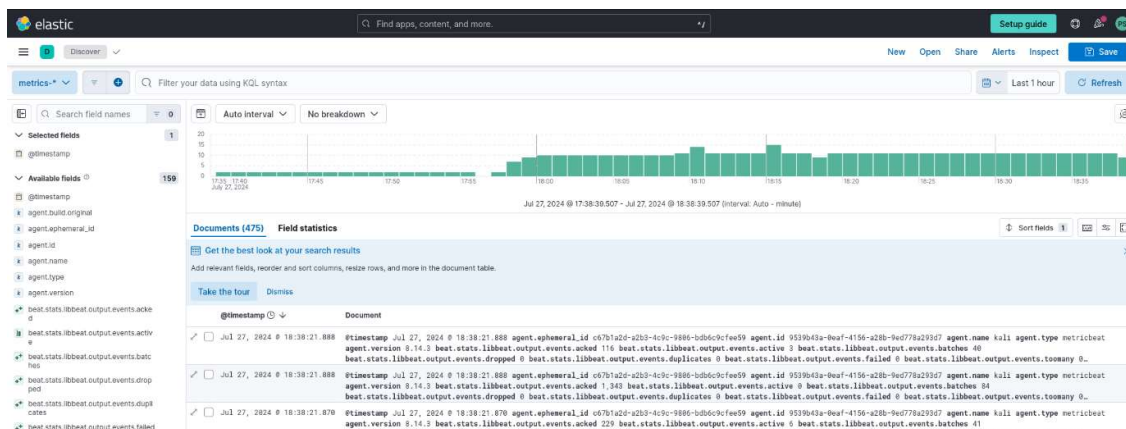 elastic
Find apps, content, and more.
Setup guide
D
Discover
New Open Share Alerts Inspect Save
metrics-*
Filter your data using KQL syntax
Last 1 hour
Refresh
Search field names
0
Auto interval
No breakdown
Selected fields 1
@timestamp
Available fields 159
@timestamp
agent.build.original
agent.ephemeral_id
agent.id
agent.name
agent.type
agent.version
beat.stats.libbeat.output.events.acke
d
beat.stats.libbeat.output.events.activ
e
beat.stats.libbeat.output.events.batc
hes
beat.stats.libbeat.output.events.drop
ped
beat.stats.libbeat.output.events.dupli
cates
beat.stats.libbeat.output.events.failed
20
15
10
5
0
17:45 17:50 17:55 18:00 18:05 18:10 18:15 18:20 18:25 18:30 18:35
July 27, 2024
Jul 27, 2024 @ 17:38:39.507 - Jul 27, 2024 @ 18:38:39.507 (interval: Auto - minute)
Documents (475) Field statistics
Sort fields 1
Get the best look at your search results
Add relevant fields, reorder and sort columns, resize rows, and more in the document table.
Take the tour Dismiss
@timestamp Document
Jul 27, 2024 @ 18:38:21.888 @timestamp Jul 27, 2024 @ 18:38:21.888 agent.ephemeral_id c67b1a2d-a2b3-4c9c-9806-bdb6c9cfee59 agent.id 9539b43a-0eaf-4156-a28b-9ed778a293d7 agent.name kali agent.type metricbeat
agent.version 8.14.3 beat.stats.libbeat.output.events.acked 116 beat.stats.libbeat.output.events.active 3 beat.stats.libbeat.output.events.batches 40
beat.stats.libbeat.output.events.dropped 0 beat.stats.libbeat.output.events.duplicates 0 beat.stats.libbeat.output.events.failed 0 beat.stats.libbeat.output.events.toomany 0…
Jul 27, 2024 @ 18:38:21.888 @timestamp Jul 27, 2024 @ 18:38:21.888 agent.ephemeral_id c67b1a2d-a2b3-4c9c-9806-bdb6c9cfee59 agent.id 9539b43a-0eaf-4156-a28b-9ed778a293d7 agent.name kali agent.type metricbeat
agent.version 8.14.3 beat.stats.libbeat.output.events.acked 1,343 beat.stats.libbeat.output.events.active 0 beat.stats.libbeat.output.events.batches 84
beat.stats.libbeat.output.events.dropped 0 beat.stats.libbeat.output.events.duplicates 0 beat.stats.libbeat.output.events.failed 0 beat.stats.libbeat.output.events.toomany 0…
Jul 27, 2024 @ 18:38:21.870 @timestamp Jul 27, 2024 @ 18:38:21.870 agent.ephemeral_id c67b1a2d-a2b3-4c9c-9806-bdb6c9cfee59 agent.id 9539b43a-0eaf-4156-a28b-9ed778a293d7 agent.name kali agent.type metricbeat
agent.version 8.14.3 beat.stats.libbeat.output.events.acked 229 beat.stats.libbeat.output.events.active 6 beat.stats.libbeat.output.events.batches 41